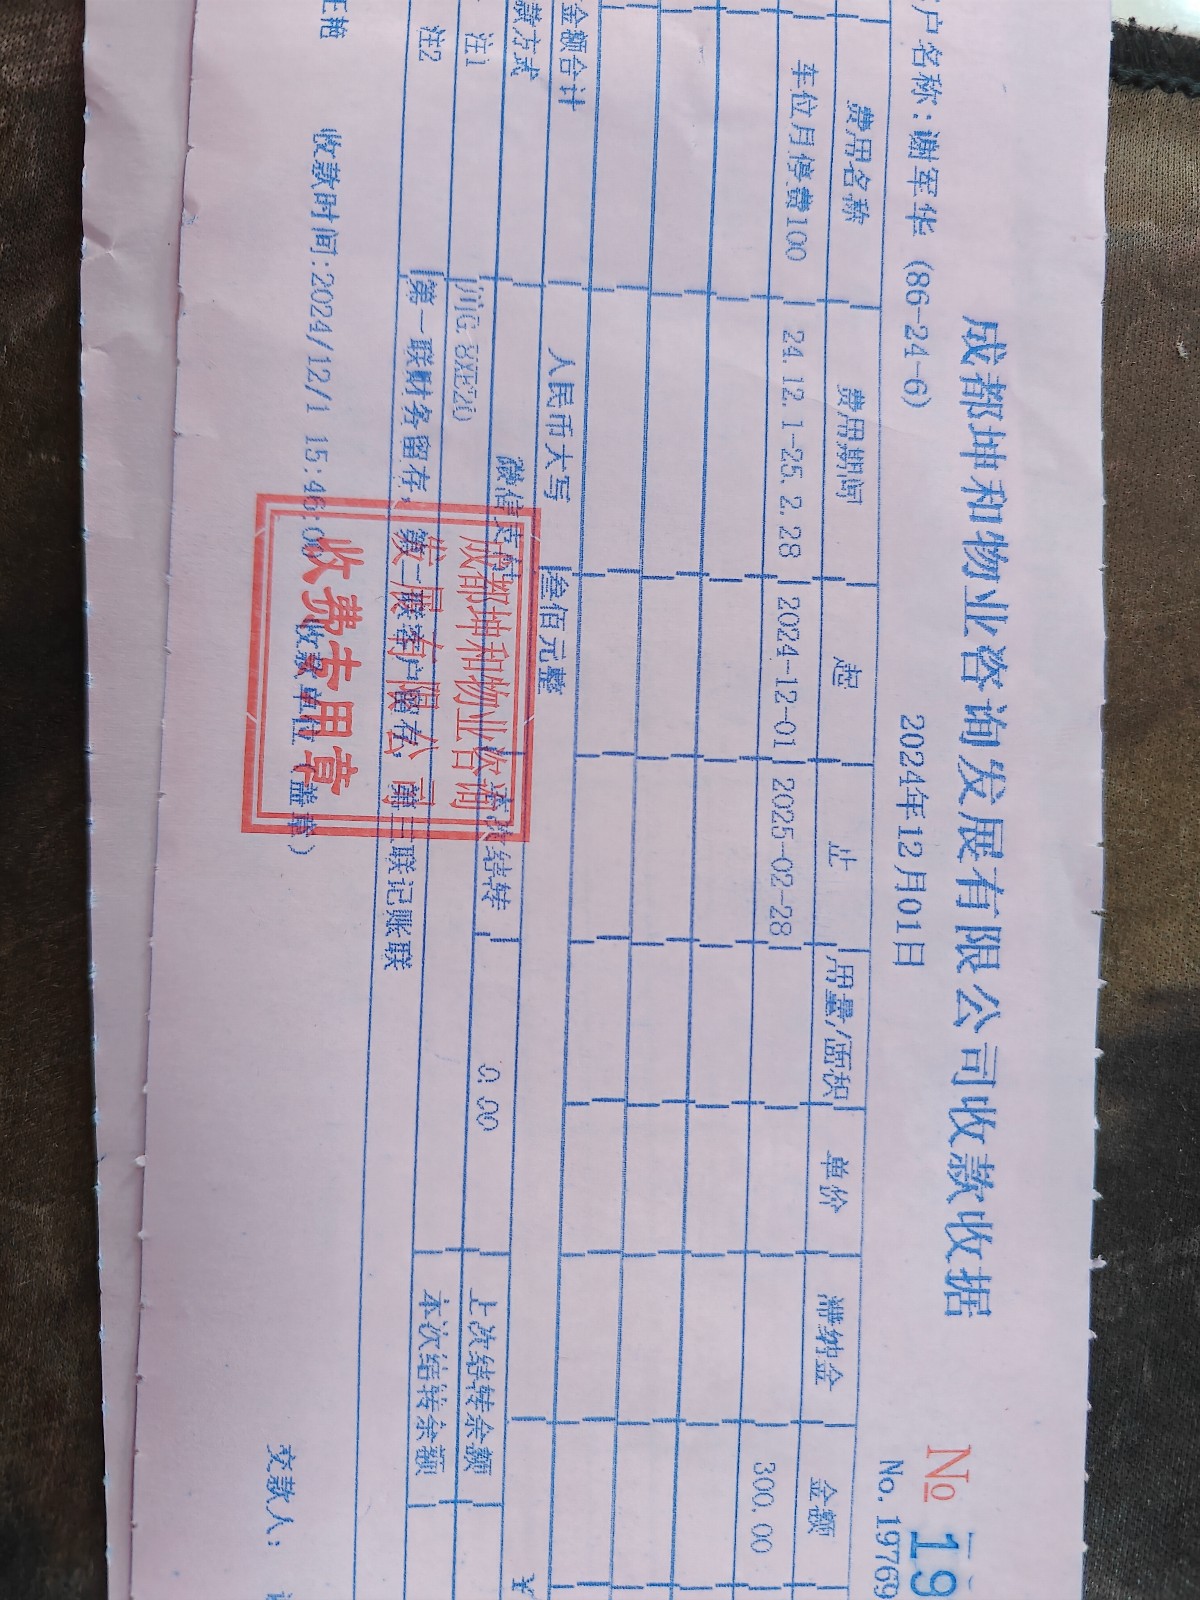 成都坤和物业咨询发展有限公司收款收据
№ 19
户名称:谢军华 (86-24-6) 2024年12月01日 No.19769
费用名称 费用期间 起 止 用量/面积 单价 滞纳金 金额
车位月停费100 24.12.1-25.2.28 2024-12-01 2025-02-28 300.00
金额合计 人民币大写 叁佰元整 ¥
款方式 微信支付 次结转 0.00 上次结转余额
注1 川G 8XE20 本次结转余额
注2 第一联财务留存, 第二联客户留存, 第三联记账联
收款时间:2024/12/1 15:46:0 收款单位(盖章) 交款人:
成都坤和物业咨询
发展有限公司
收费专用章